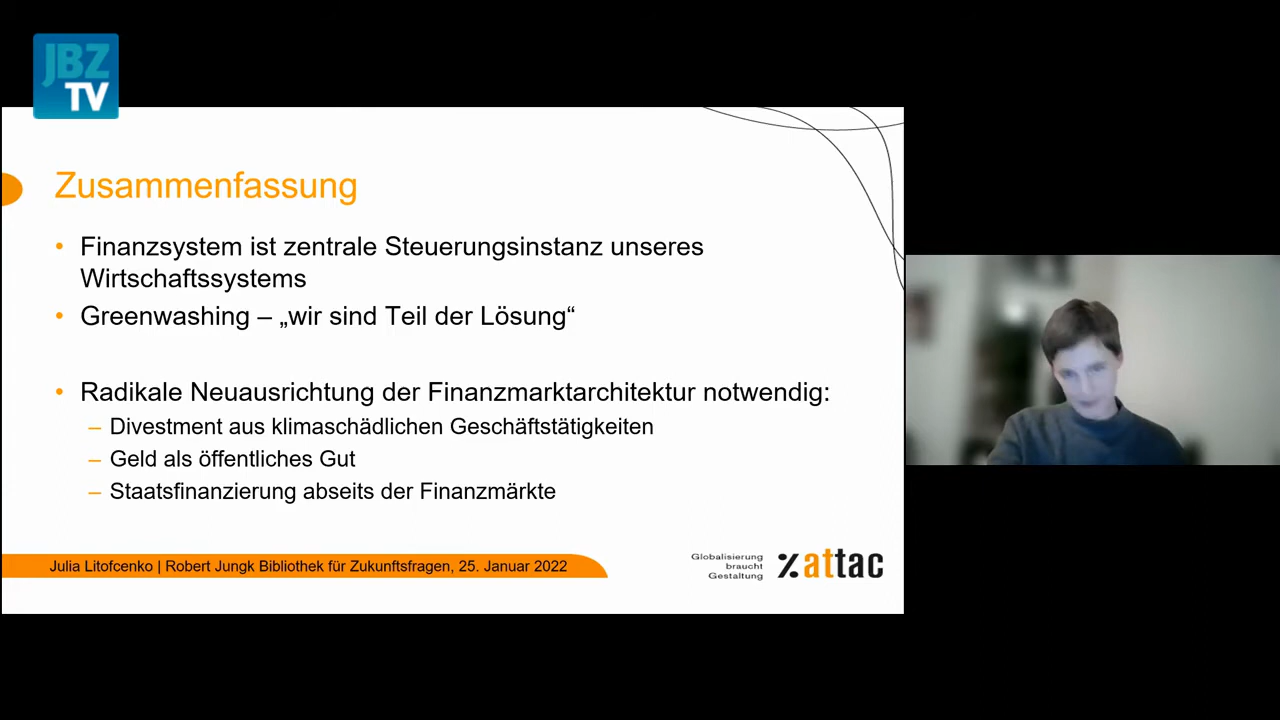 JBZ
TV
Zusammenfassung
• Finanzsystem ist zentrale Steuerungsinstanz unseres
Wirtschaftssystems
• Greenwashing – „wir sind Teil der Lösung“
• Radikale Neuausrichtung der Finanzmarktarchitektur notwendig:
– Divestment aus klimaschädlichen Geschäftstätigkeiten
– Geld als öffentliches Gut
– Staatsfinanzierung abseits der Finanzmärkte
Julia Litofcenko | Robert Jungk Bibliothek für Zukunftsfragen, 25. Januar 2022
Globalisierung
braucht
Gestaltung
attac